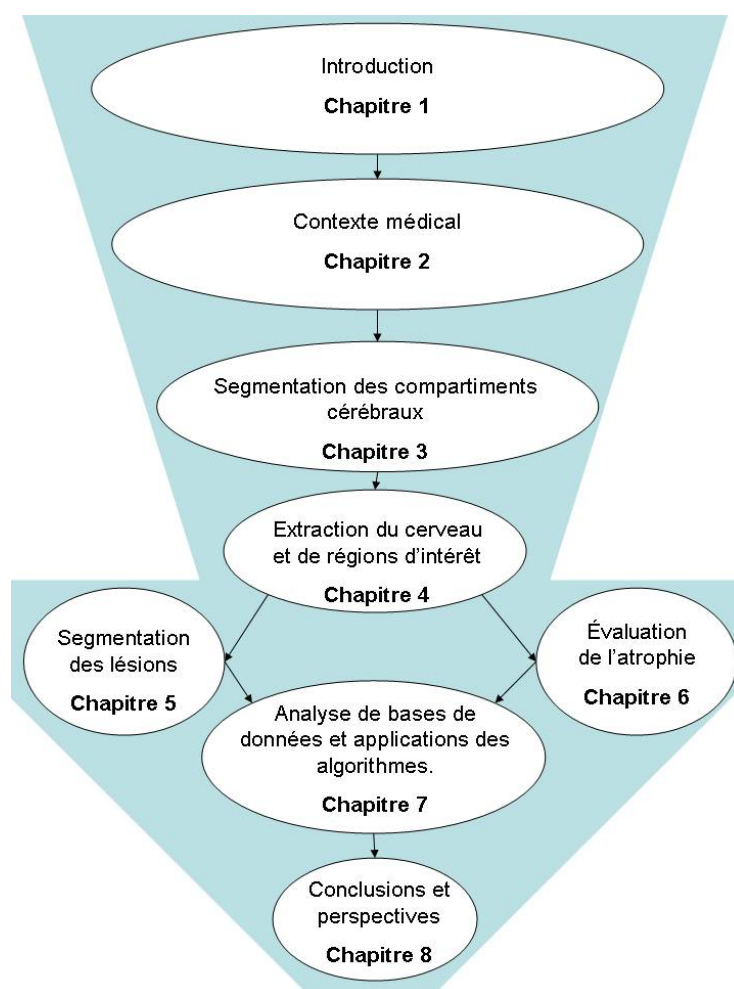 Introduction
Chapitre 1
Contexte médical
Chapitre 2
Segmentation des compartiments
cérébraux
Chapitre 3
Extraction du cerveau
et de régions d'intérêt
Chapitre 4
Segmentation
des lésions
Chapitre 5
Évaluation
de l'atrophie
Chapitre 6
Analyse de bases de
données et applications des
algorithmes.
Chapitre 7
Conclusions et
perspectives
Chapitre 8